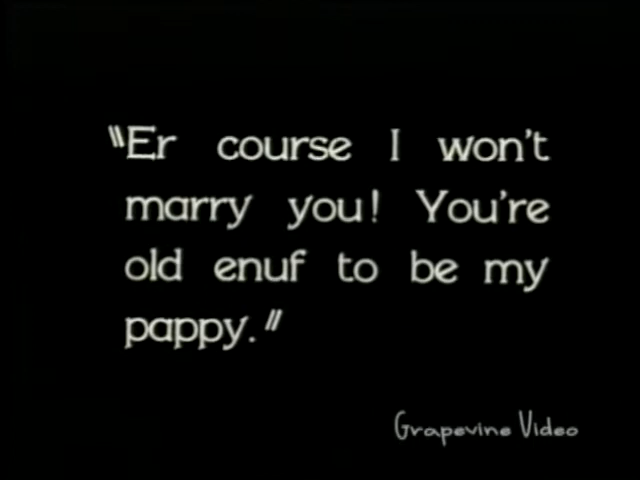 "Er course I won't
marry you! You're
old enuf to be my
pappy."
Grapevine Video